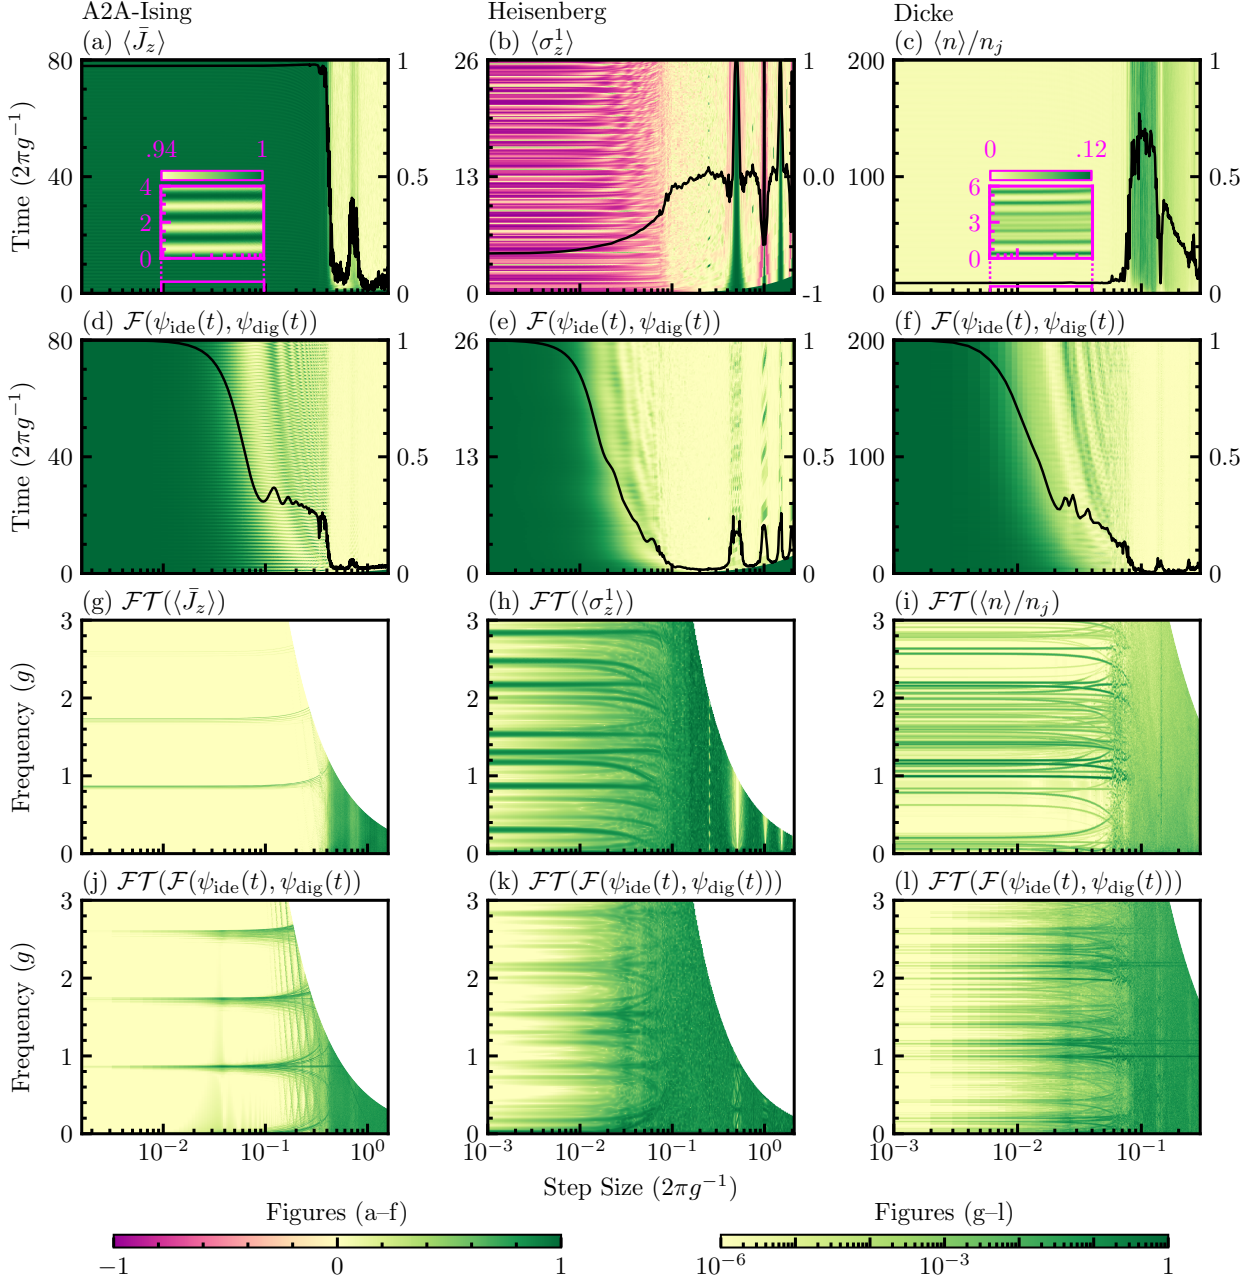 A2A-Ising Heisenberg Dicke
(a) ⟨J̄_z⟩ (b) ⟨σ_z^1⟩ (c) ⟨n⟩/n_j
80 1 26 1 200 1
.94 1 0 .12
Time (2πg⁻¹) 40 0.5 13 0.0 100 0.5
4 6
2 3
0 0
0 0 0 -1 0 0
(d) ℱ(ψ_ide(t), ψ_dig(t)) (e) ℱ(ψ_ide(t), ψ_dig(t)) (f) ℱ(ψ_ide(t), ψ_dig(t))
80 1 26 1 200 1
Time (2πg⁻¹) 40 0.5 13 0.5 100 0.5
0 0 0 0 0 0
(g) ℱ𝒯(⟨J̄_z⟩) (h) ℱ𝒯(⟨σ_z^1⟩) (i) ℱ𝒯(⟨n⟩/n_j)
3 3 3
2 2 2
Frequency (g)
1 1 1
0 0 0
(j) ℱ𝒯(ℱ(ψ_ide(t), ψ_dig(t)) (k) ℱ𝒯(ℱ(ψ_ide(t), ψ_dig(t))) (l) ℱ𝒯(ℱ(ψ_ide(t), ψ_dig(t)))
3 3 3
2 2 2
Frequency (g)
1 1 1
0 0 0
10⁻² 10⁻¹ 10⁰ 10⁻³ 10⁻² 10⁻¹ 10⁰ 10⁻³ 10⁻² 10⁻¹
Step Size (2πg⁻¹)
Figures (a–f) Figures (g–l)
−1 0 1 10⁻⁶ 10⁻³ 1